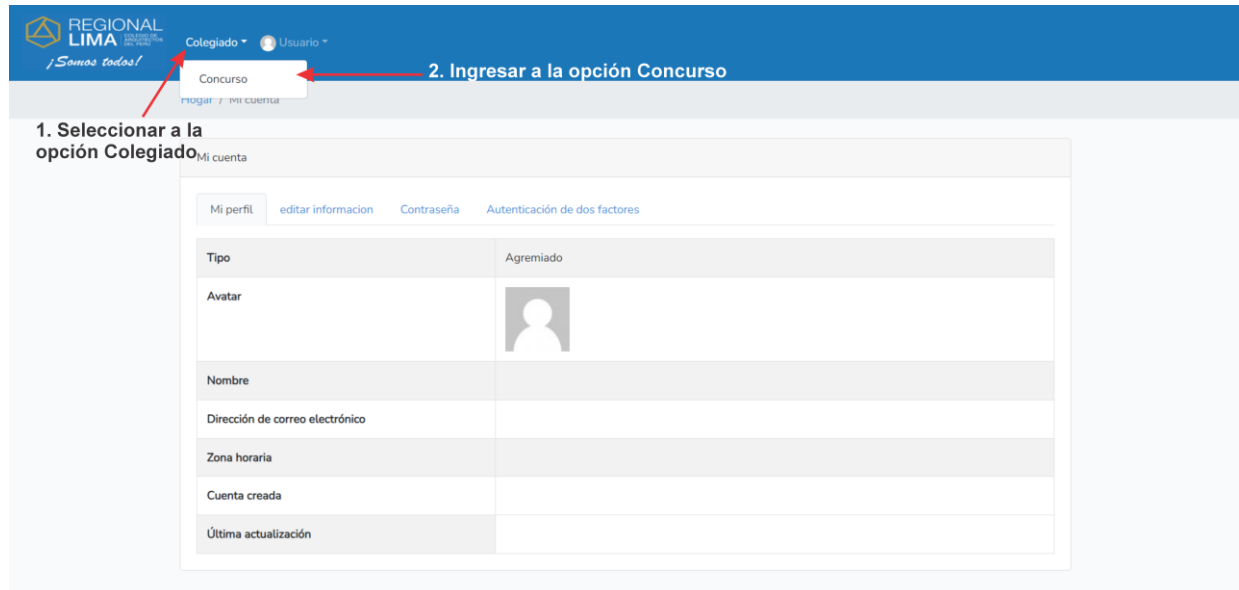 REGIONAL
LIMA COLEGIO DE ARQUITECTOS DEL PERÚ
¡Somos todos!
Colegiado Usuario
Concurso
2. Ingresar a la opción Concurso
Hogar / Mi cuenta
1. Seleccionar a la
opción Colegiado
Mi cuenta
Mi perfil editar informacion Contraseña Autenticación de dos factores
Tipo Agremiado
Avatar
Nombre
Dirección de correo electrónico
Zona horaria
Cuenta creada
Última actualización